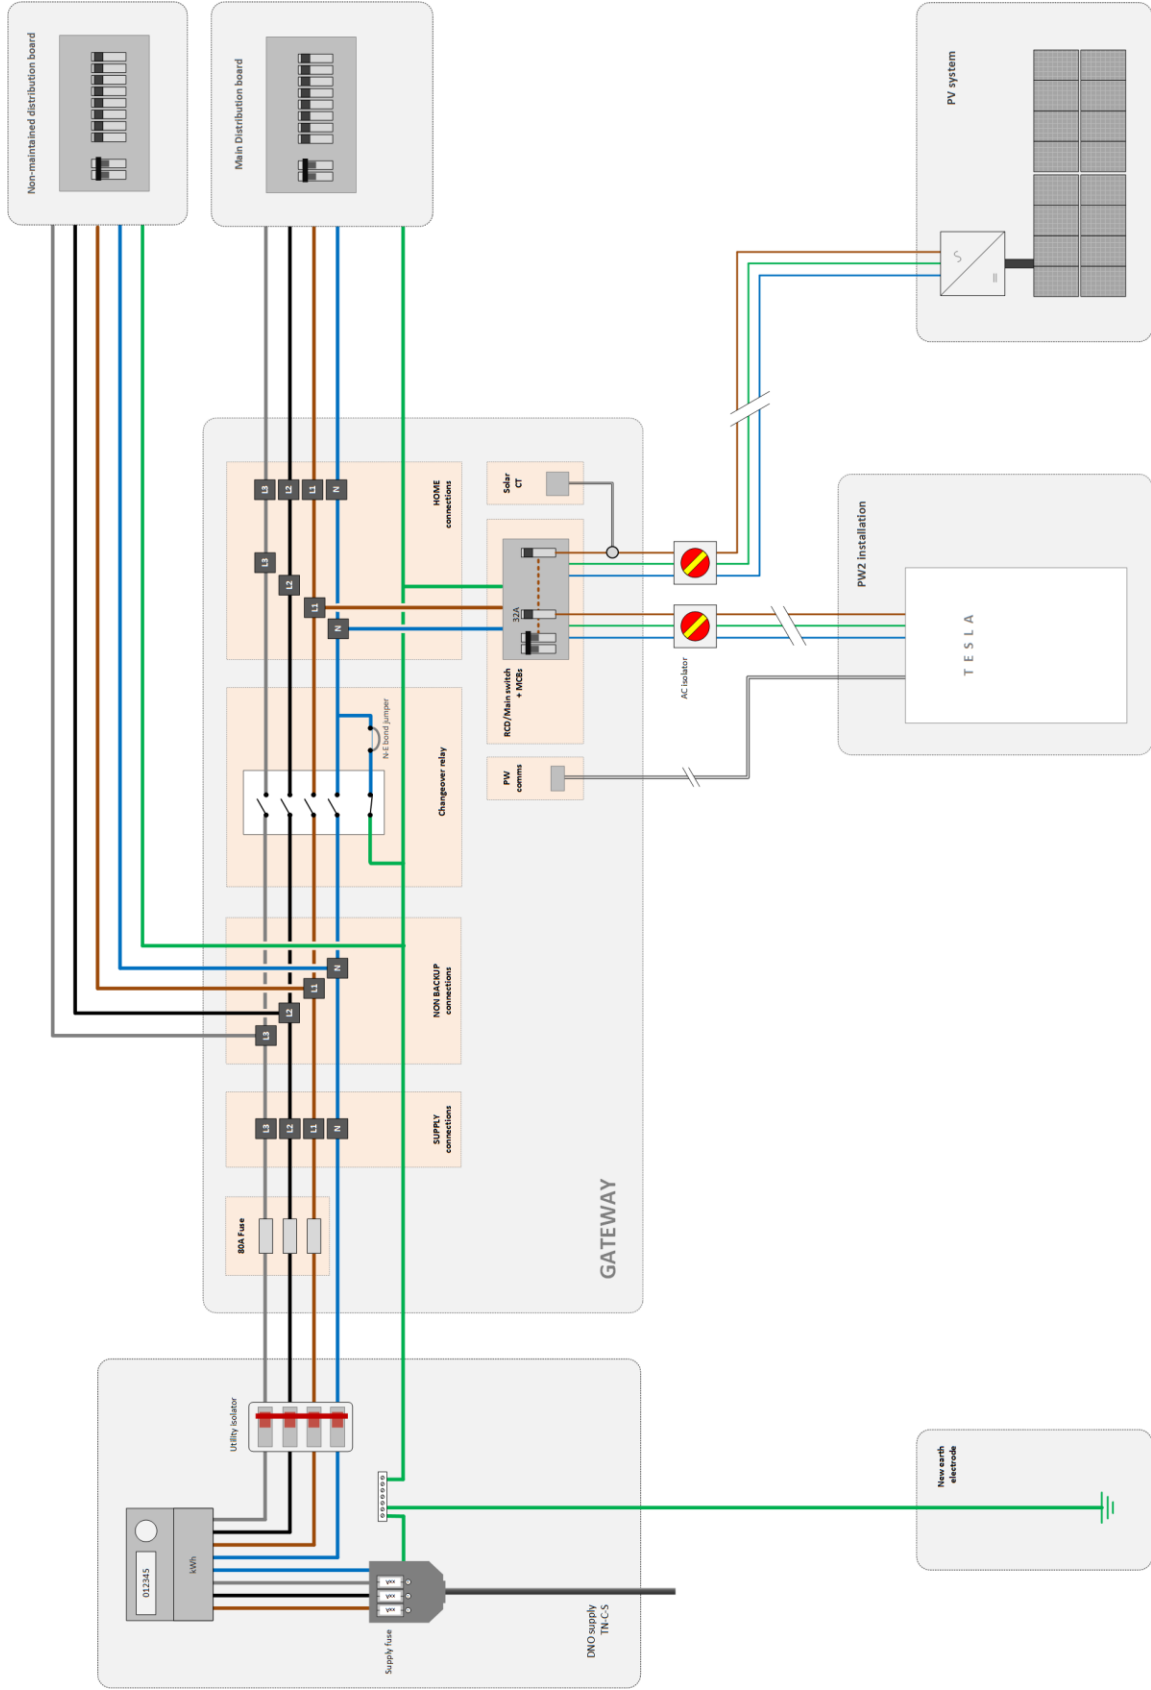 Non-maintained distribution board
Main Distribution board
PV system
L3
L2
L1
N
HOME
connections
L3
L2
L1
N
Solar
CT
32A
RCD/Main switch
+ MCBs
AC isolator
PW2 installation
TESLA
N-E bond jumper
Changeover relay
PW
comms
L3
L2
L1
N
NON BACKUP
connections
L3
L2
L1
N
SUPPLY
connections
80A Fuse
GATEWAY
Utility isolator
012345
kWh
Supply fuse
xxA
xxA
xxA
DNO supply
TN-C-S
New earth
electrode